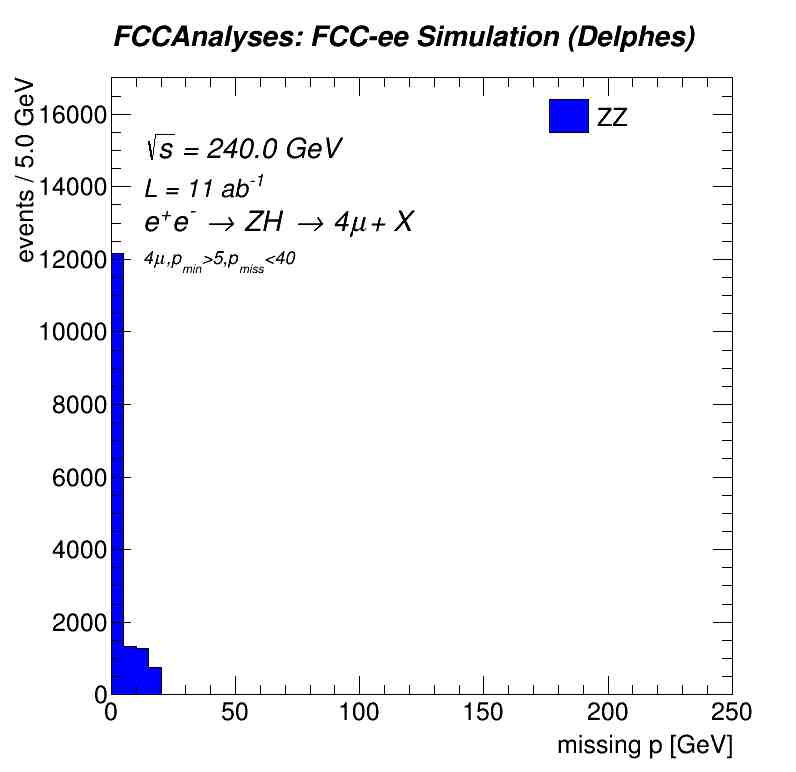 FCCAnalyses: FCC-ee Simulation (Delphes)
events / 5.0 GeV
16000
14000
12000
10000
8000
6000
4000
2000
0
ZZ
√s = 240.0 GeV
L = 11 ab⁻¹
e⁺e⁻ → ZH → 4μ + X
4μ,p_min>5,p_miss<40
0 50 100 150 200 250
missing p [GeV]